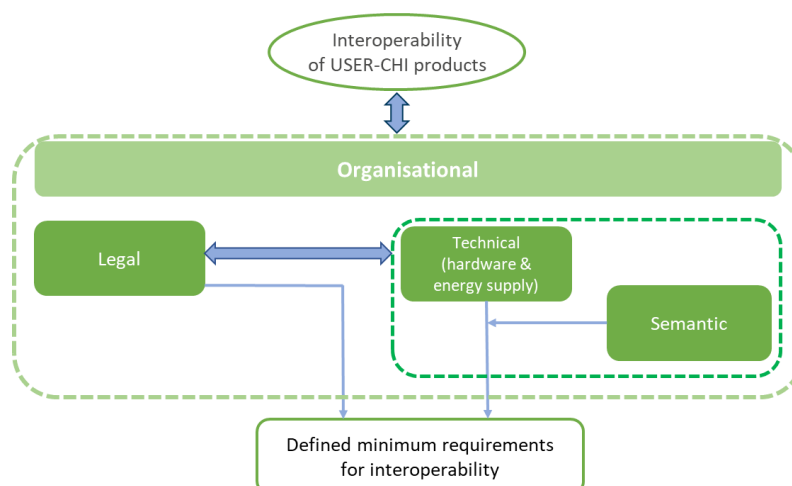 Interoperability
of USER-CHI products
Organisational
Legal
Technical
(hardware &
energy supply)
Semantic
Defined minimum requirements
for interoperability